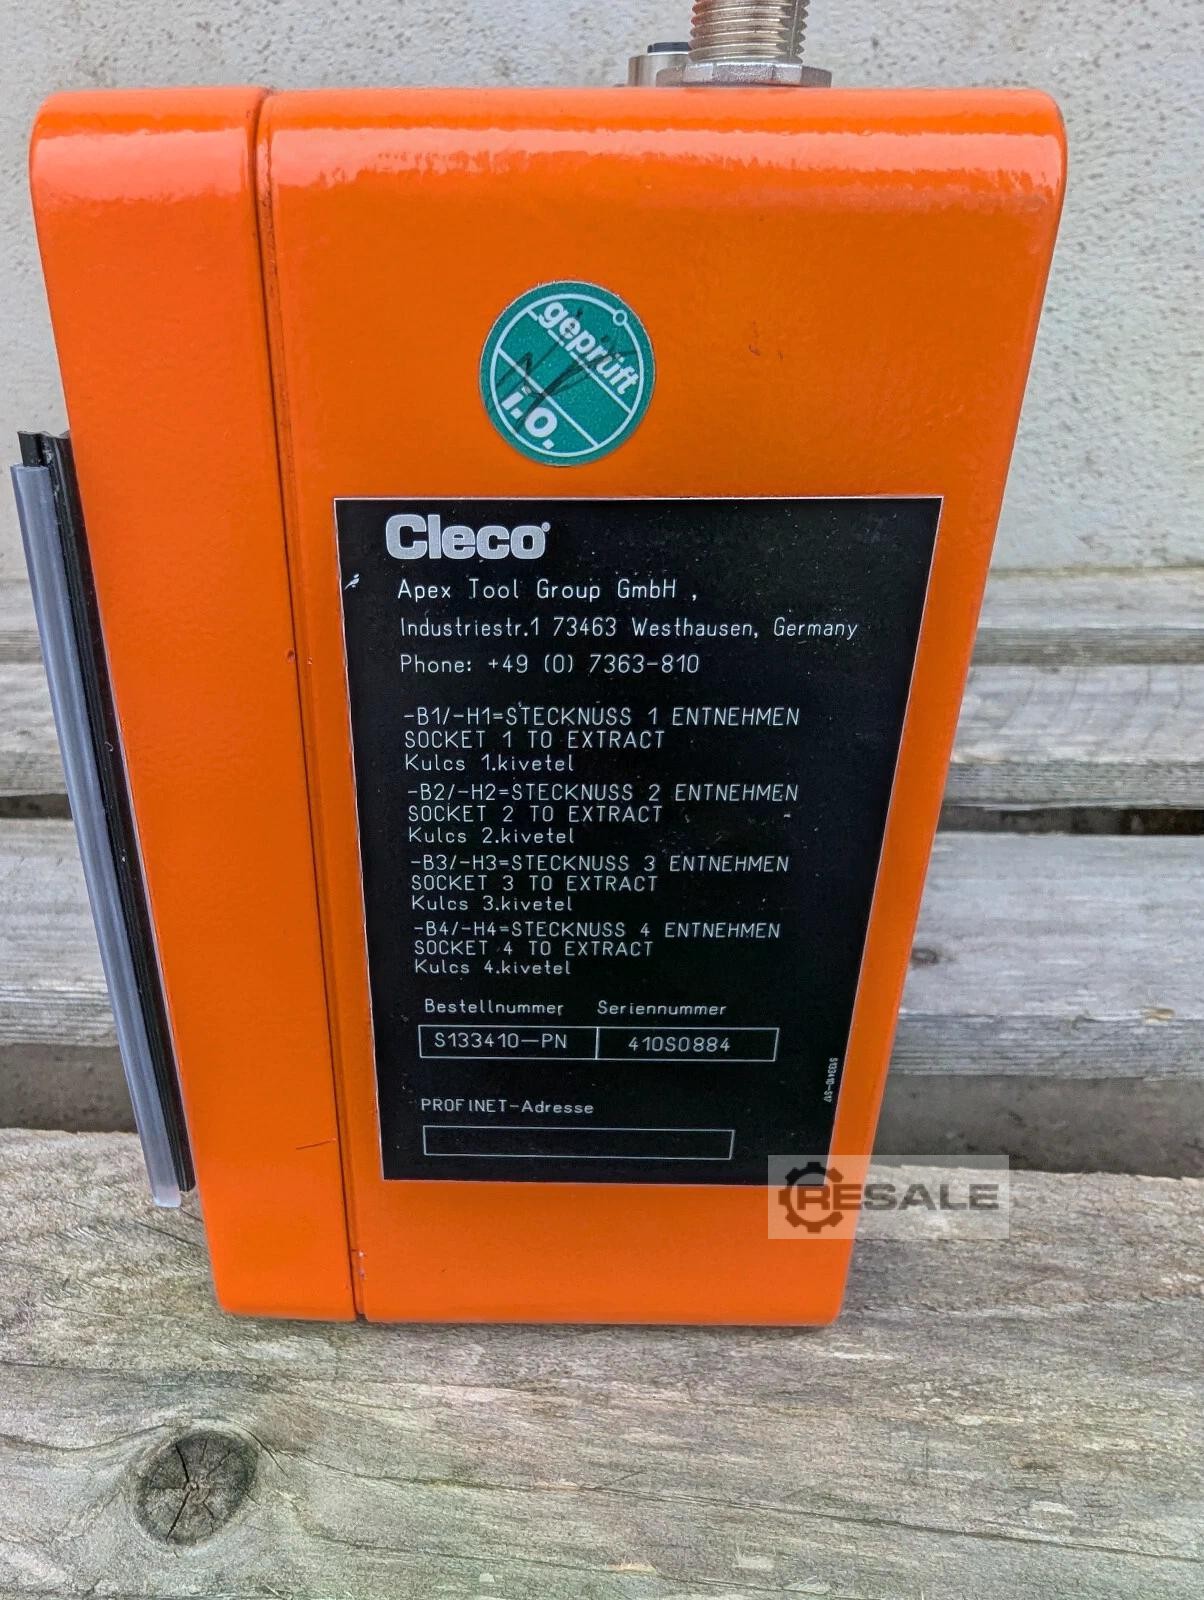 geprüft
i.O.
Cleco
Apex Tool Group GmbH ,
Industriestr.1 73463 Westhausen, Germany
Phone: +49 (0) 7363-810
-B1/-H1=STECKNUSS 1 ENTNEHMEN
SOCKET 1 TO EXTRACT
Kulcs 1.kivetel
-B2/-H2=STECKNUSS 2 ENTNEHMEN
SOCKET 2 TO EXTRACT
Kulcs 2.kivetel
-B3/-H3=STECKNUSS 3 ENTNEHMEN
SOCKET 3 TO EXTRACT
Kulcs 3.kivetel
-B4/-H4=STECKNUSS 4 ENTNEHMEN
SOCKET 4 TO EXTRACT
Kulcs 4.kivetel
Bestellnummer Seriennummer
S133410-PN 410S0884
S133410-S17
PROFINET-Adresse
RESALE